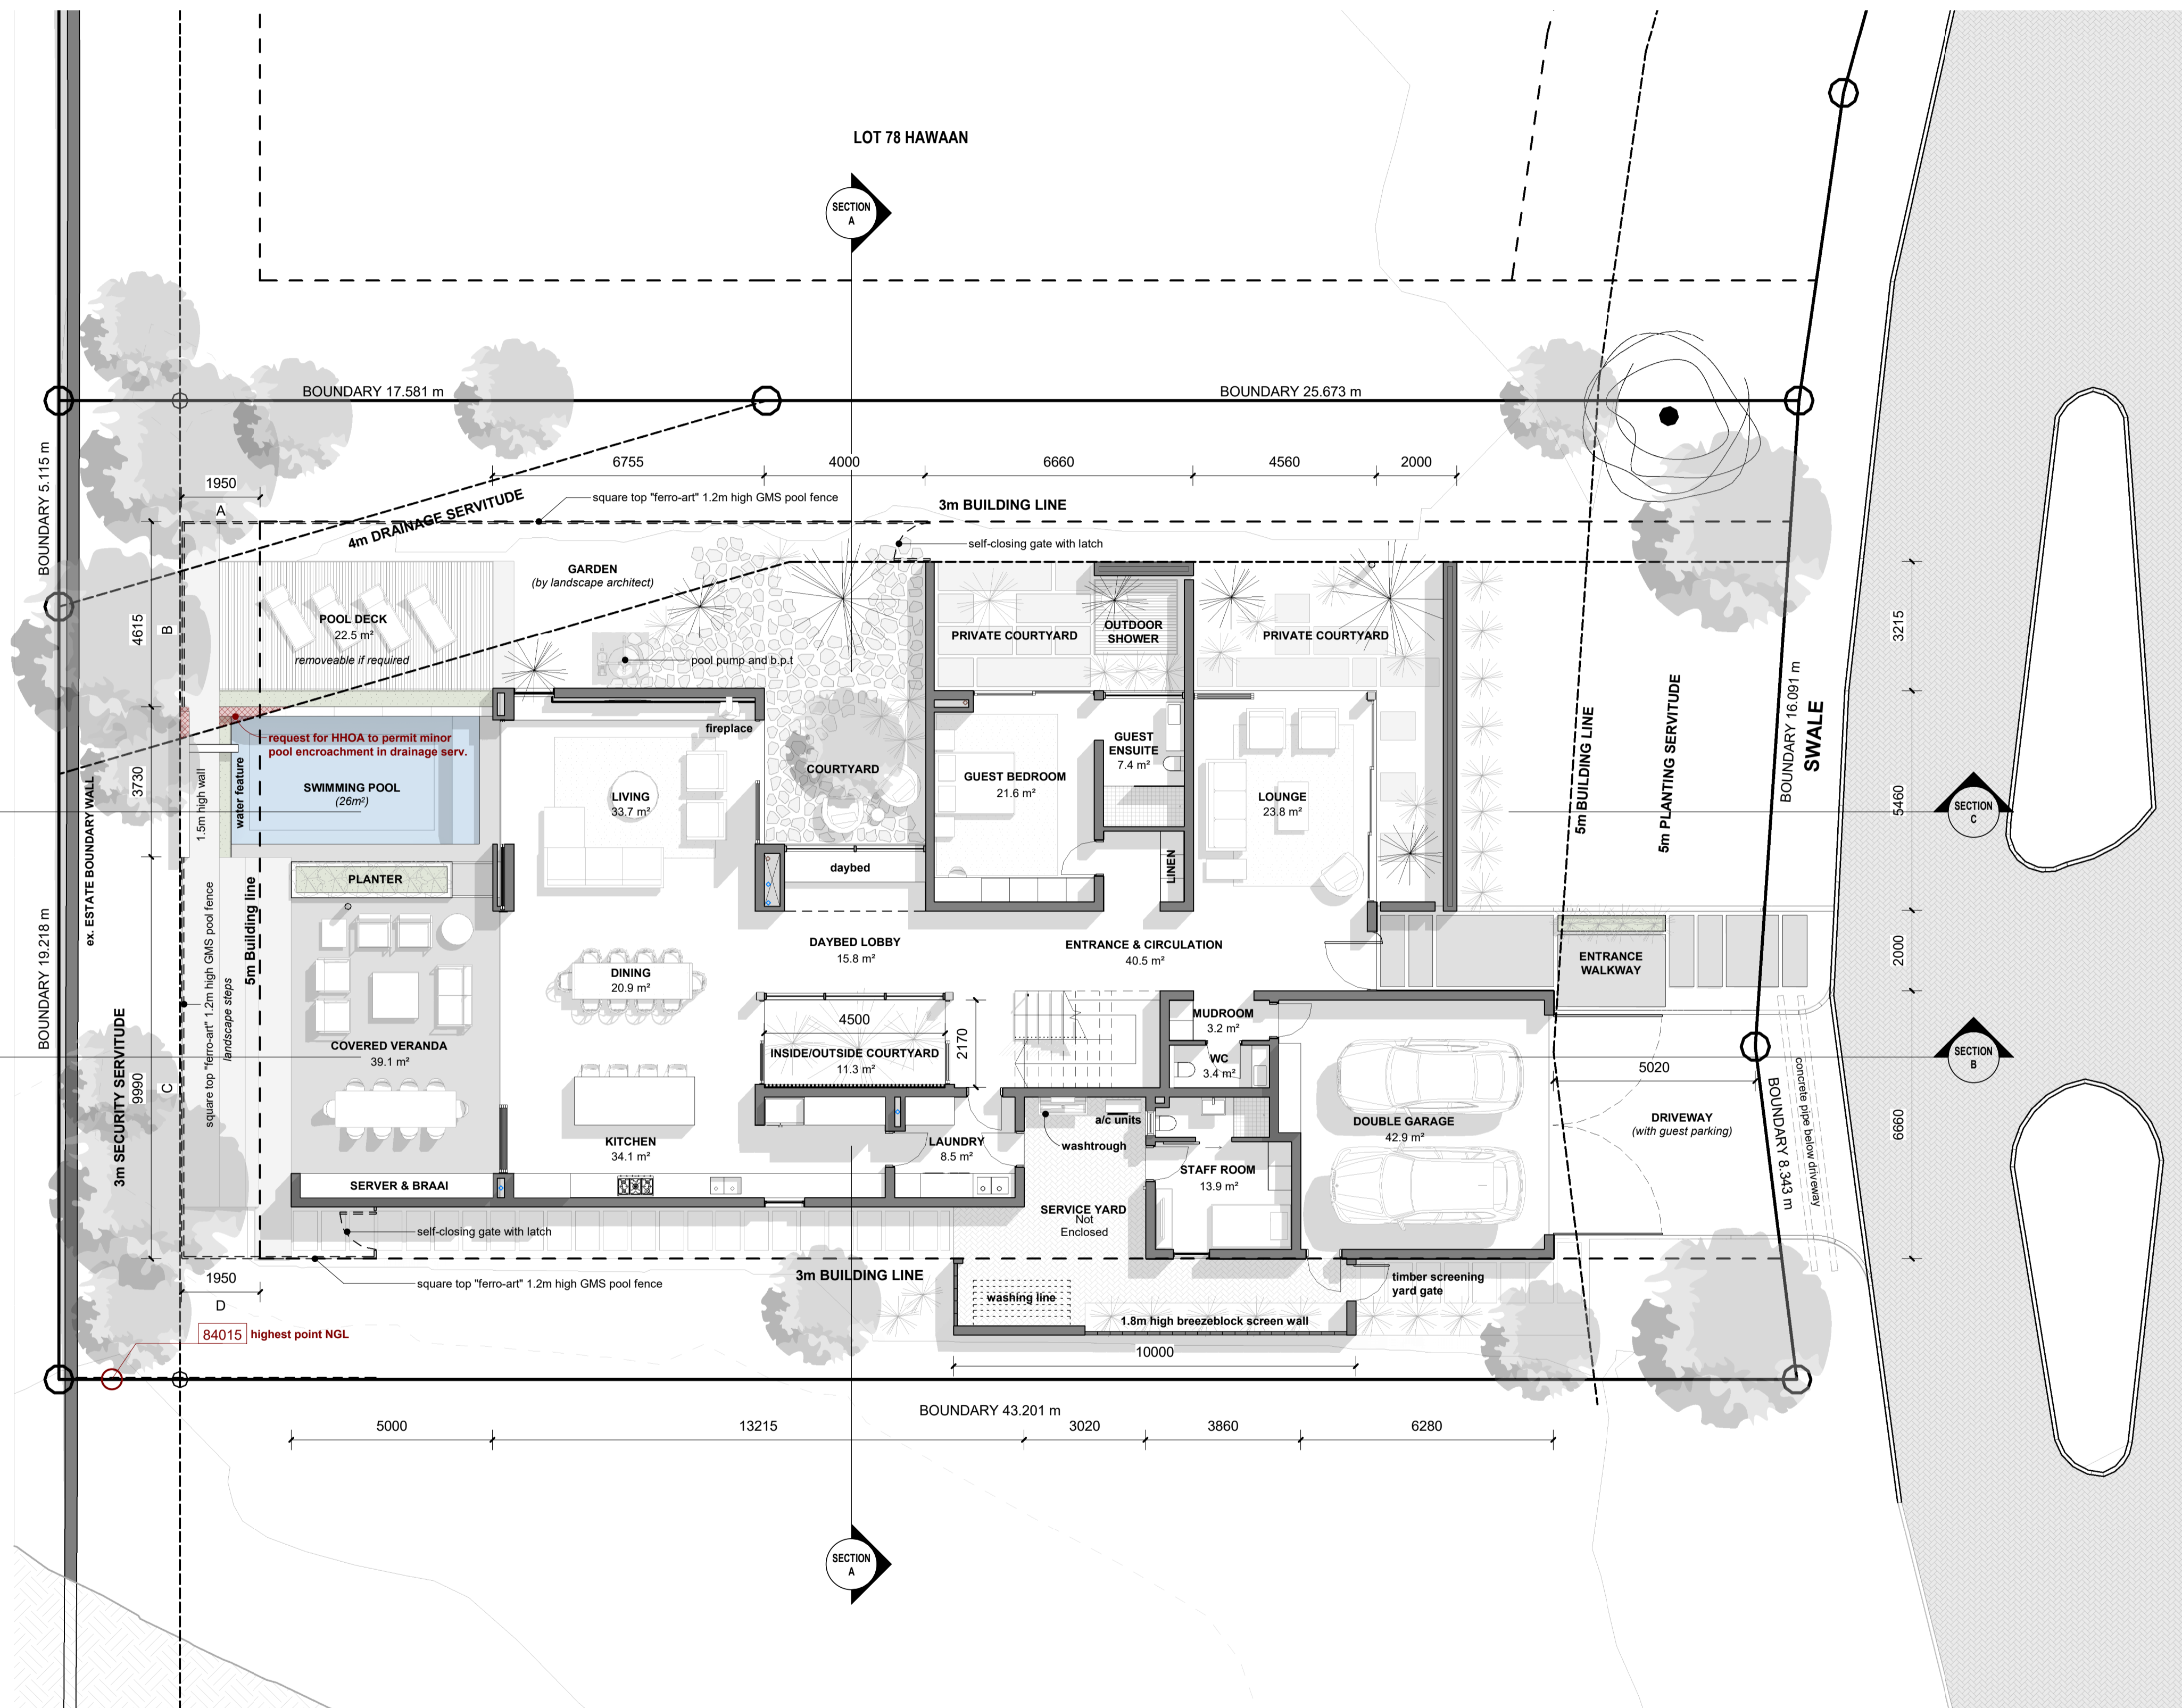 LOT 78 HAWAAN
SECTION
A
BOUNDARY 17.581 m
BOUNDARY 25.673 m
BOUNDARY 5.115 m
6755
4000
6660
4560
2000
1950
A
square top "ferro-art" 1.2m high GMS pool fence
3m BUILDING LINE
4m DRAINAGE SERVITUDE
self-closing gate with latch
GARDEN
(by landscape architect)
4615
B
POOL DECK
22.5 m²
removeable if required
pool pump and b.p.t
PRIVATE COURTYARD
OUTDOOR
SHOWER
PRIVATE COURTYARD
3215
BOUNDARY 16.091 m
5m PLANTING SERVITUDE
5m BUILDING LINE
SWALE
request for HHOA to permit minor
pool encroachment in drainage serv.
fireplace
3730
1.5m high wall
water feature
SWIMMING POOL
(26m²)
LIVING
33.7 m²
COURTYARD
GUEST BEDROOM
21.6 m²
GUEST
ENSUITE
7.4 m²
LOUNGE
23.8 m²
5460
SECTION
C
ex. ESTATE BOUNDARY WALL
PLANTER
daybed
LINEN
BOUNDARY 19.218 m
5m Building line
square top "ferro-art" 1.2m high GMS pool fence
landscape steps
DAYBED LOBBY
15.8 m²
ENTRANCE & CIRCULATION
40.5 m²
ENTRANCE
WALKWAY
2000
DINING
20.9 m²
3m SECURITY SERVITUDE
9990
C
COVERED VERANDA
39.1 m²
4500
2170
INSIDE/OUTSIDE COURTYARD
11.3 m²
MUDROOM
3.2 m²
WC
3.4 m²
SECTION
B
5020
concrete pipe below driveway
BOUNDARY 8.343 m
6660
KITCHEN
34.1 m²
LAUNDRY
8.5 m²
a/c units
washtrough
DOUBLE GARAGE
42.9 m²
DRIVEWAY
(with guest parking)
STAFF ROOM
13.9 m²
SERVER & BRAAI
SERVICE YARD
Not
Enclosed
self-closing gate with latch
1950
D
square top "ferro-art" 1.2m high GMS pool fence
3m BUILDING LINE
washing line
timber screening
yard gate
1.8m high breezeblock screen wall
84015 highest point NGL
10000
BOUNDARY 43.201 m
5000
13215
3020
3860
6280
SECTION
A